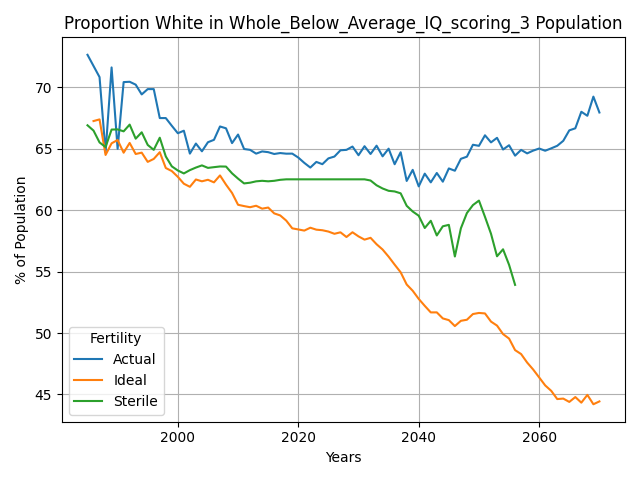 Proportion White in Whole_Below_Average_IQ_scoring_3 Population
% of Population
70
65
60
55
50
45
Fertility
Actual
Ideal
Sterile
2000
2020
2040
2060
Years